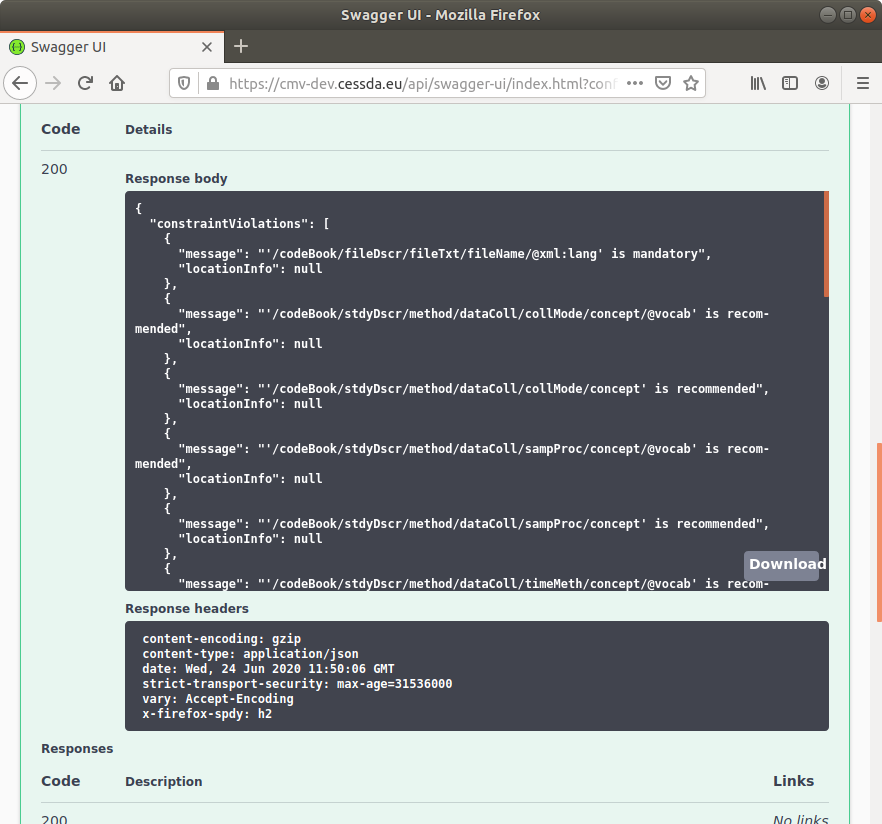 Swagger UI - Mozilla Firefox
Swagger UI
https://cmv-dev.cessda.eu/api/swagger-ui/index.html?conf
Code Details
200
Response body
{
"constraintViolations": [
{
"message": "'/codeBook/fileDscr/fileTxt/fileName/@xml:lang' is mandatory",
"locationInfo": null
},
{
"message": "'/codeBook/stdyDscr/method/dataColl/collMode/concept/@vocab' is recom-
mended",
"locationInfo": null
},
{
"message": "'/codeBook/stdyDscr/method/dataColl/collMode/concept' is recommended",
"locationInfo": null
},
{
"message": "'/codeBook/stdyDscr/method/dataColl/sampProc/concept/@vocab' is recom-
mended",
"locationInfo": null
},
{
"message": "'/codeBook/stdyDscr/method/dataColl/sampProc/concept' is recommended",
"locationInfo": null
},
{
"message": "'/codeBook/stdyDscr/method/dataColl/timeMeth/concept/@vocab' is recom-
Download
Response headers
content-encoding: gzip
content-type: application/json
date: Wed, 24 Jun 2020 11:50:06 GMT
strict-transport-security: max-age=31536000
vary: Accept-Encoding
x-firefox-spdy: h2
Responses
Code Description Links
200 No links